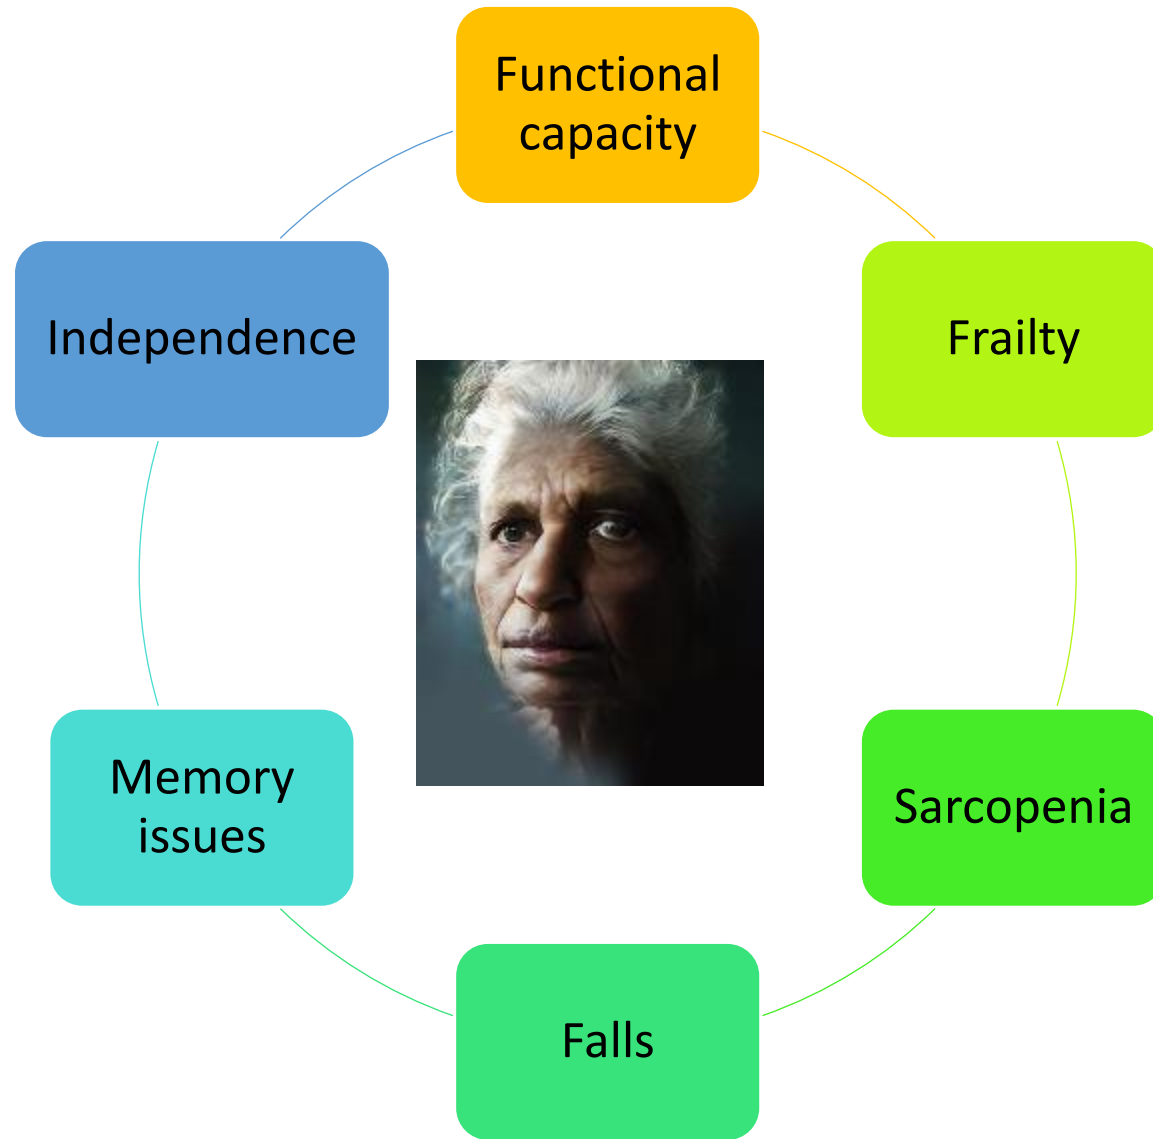 Functional
capacity
Frailty
Sarcopenia
Falls
Memory
issues
Independence